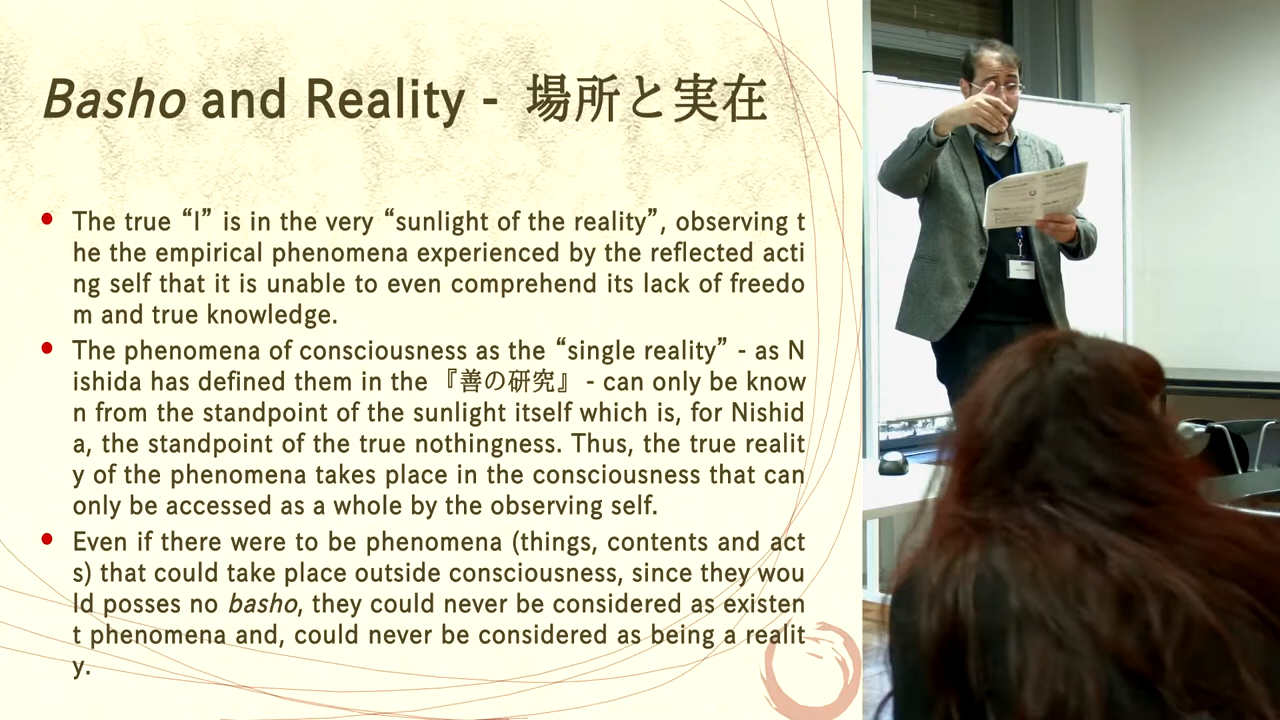 Basho and Reality - 場所と実在
The true “I” is in the very “sunlight of the reality”, observing t
he the empirical phenomena experienced by the reflected acti
ng self that it is unable to even comprehend its lack of freedo
m and true knowledge.
The phenomena of consciousness as the “single reality” - as N
ishida has defined them in the 『善の研究』 - can only be know
n from the standpoint of the sunlight itself which is, for Nishid
a, the standpoint of the true nothingness. Thus, the true realit
y of the phenomena takes place in the consciousness that can
only be accessed as a whole by the observing self.
Even if there were to be phenomena (things, contents and act
s) that could take place outside consciousness, since they wou
ld posses no basho, they could never be considered as existen
t phenomena and, could never be considered as being a realit
y.